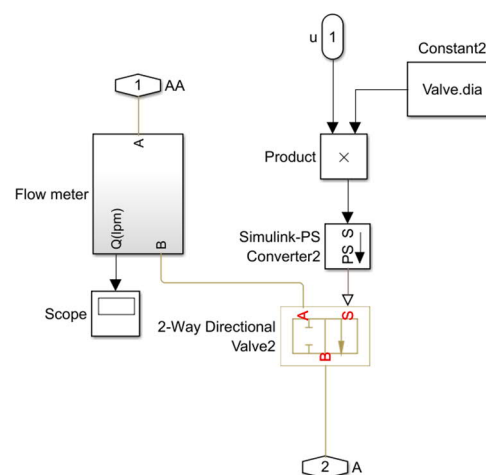 u
1
Constant2
Valve.dia
1
AA
Product
×
Flow meter
A
Q(lpm)
B
Simulink-PS
Converter2
S
PS
Scope
2-Way Directional
Valve2
A
S
B
2
A